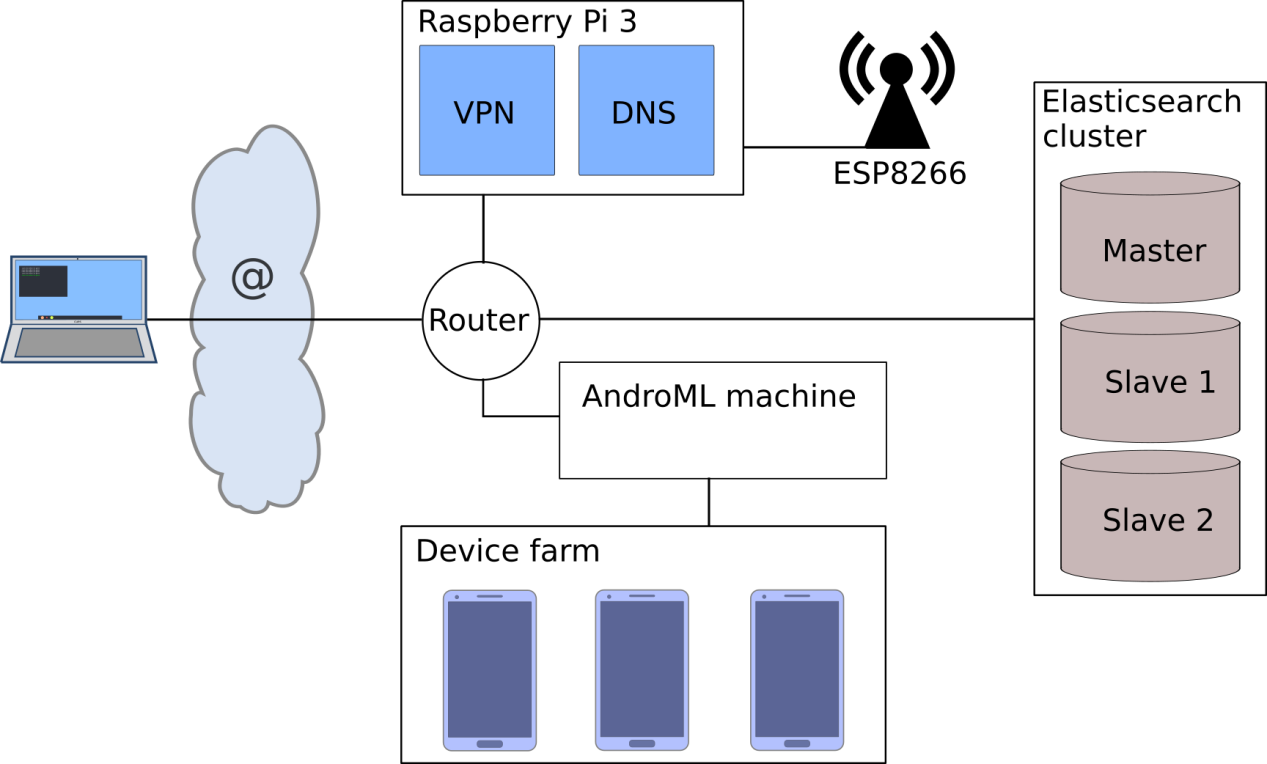 Raspberry Pi 3
VPN
DNS
ESP8266
Elasticsearch
cluster
Master
Slave 1
Slave 2
@
Router
AndroML machine
Device farm